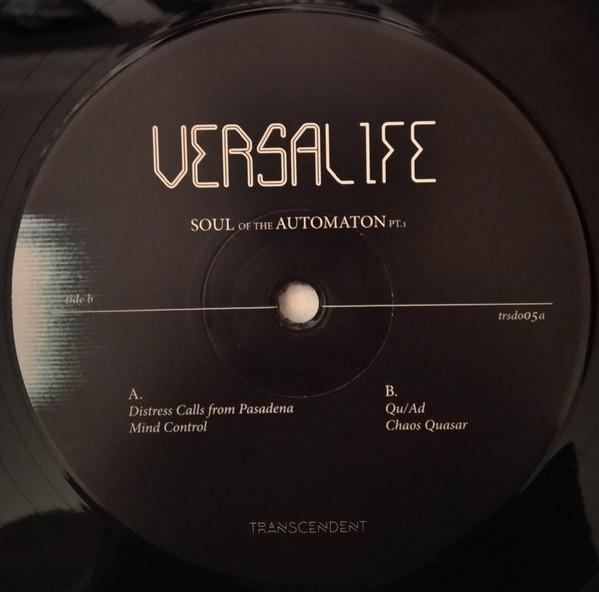 VERSALIFE
SOUL OF THE AUTOMATON PT.1
side b
trsd005a
A.
Distress Calls from Pasadena
Mind Control
B.
Qu/Ad
Chaos Quasar
TRANSCENDENT